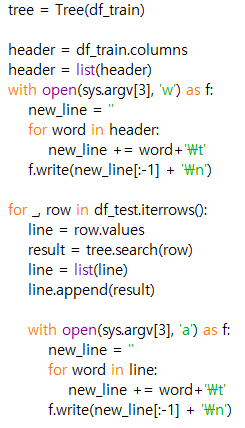 tree = Tree(df_train)

header = df_train.columns
header = list(header)
with open(sys.argv[3], 'w') as f:
    new_line = ''
    for word in header:
        new_line += word+'₩t'
    f.write(new_line[:-1] + '₩n')

for _, row in df_test.iterrows():
    line = row.values
    result = tree.search(row)
    line = list(line)
    line.append(result)

    with open(sys.argv[3], 'a') as f:
        new_line = ''
        for word in line:
            new_line += word+'₩t'
        f.write(new_line[:-1] + '₩n')